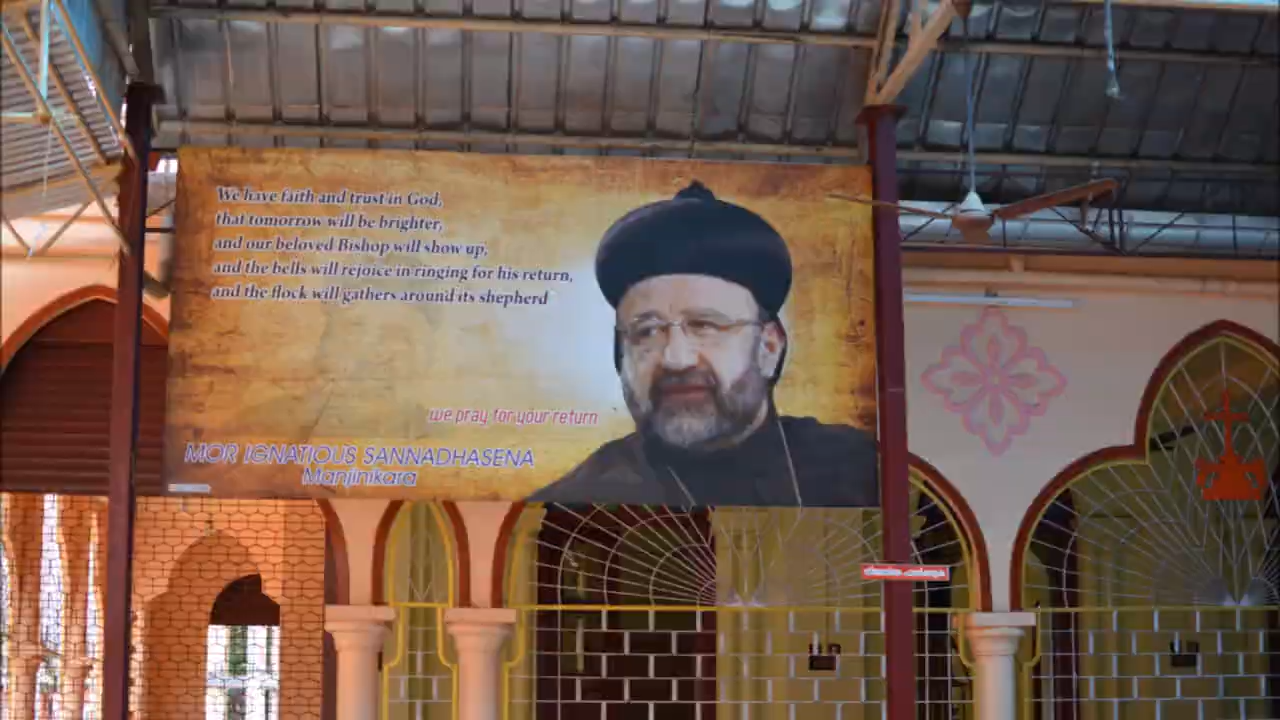 We have faith and trust in God,
that tomorrow will be brighter,
and our beloved Bishop will show up,
and the bells will rejoice in ringing for his return,
and the flock will gathers around its shepherd
we pray for your return
MOR IGNATIOUS SANNADHASENA
Manjinikara